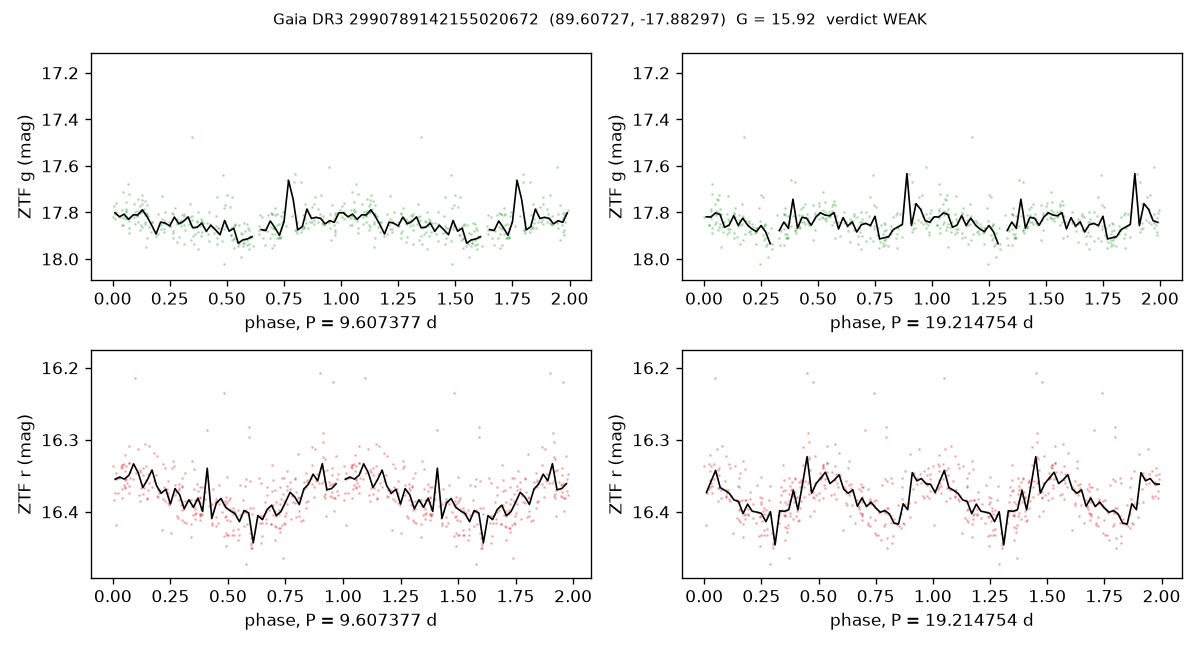 Gaia DR3 2990789142155020672 (89.60727, -17.88297) G = 15.92 verdict WEAK
ZTF g (mag)
17.2
17.4
17.6
17.8
18.0
0.00 0.25 0.50 0.75 1.00 1.25 1.50 1.75 2.00
phase, P = 9.607377 d
ZTF g (mag)
17.2
17.4
17.6
17.8
18.0
0.00 0.25 0.50 0.75 1.00 1.25 1.50 1.75 2.00
phase, P = 19.214754 d
ZTF r (mag)
16.2
16.3
16.4
0.00 0.25 0.50 0.75 1.00 1.25 1.50 1.75 2.00
phase, P = 9.607377 d
ZTF r (mag)
16.2
16.3
16.4
0.00 0.25 0.50 0.75 1.00 1.25 1.50 1.75 2.00
phase, P = 19.214754 d